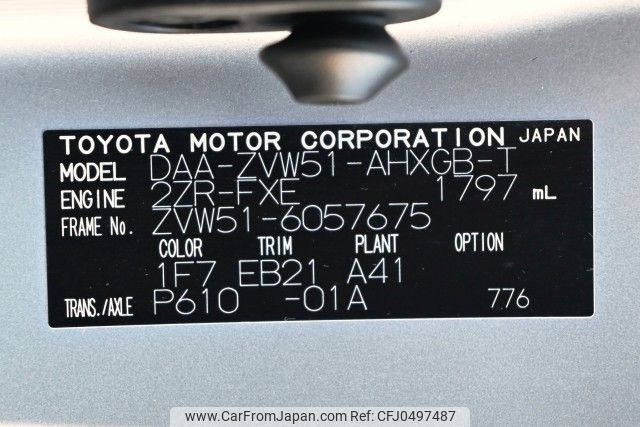 TOYOTA MOTOR CORPORATION JAPAN
MODEL DAA-ZVW51-AHXGB-T
ENGINE 2ZR-FXE 1797 mL
FRAME No. ZVW51-6057675
COLOR TRIM PLANT OPTION
1F7 EB21 A41
TRANS./AXLE P610 -01A 776
www.CarFromJapan.com | CFJ0497487